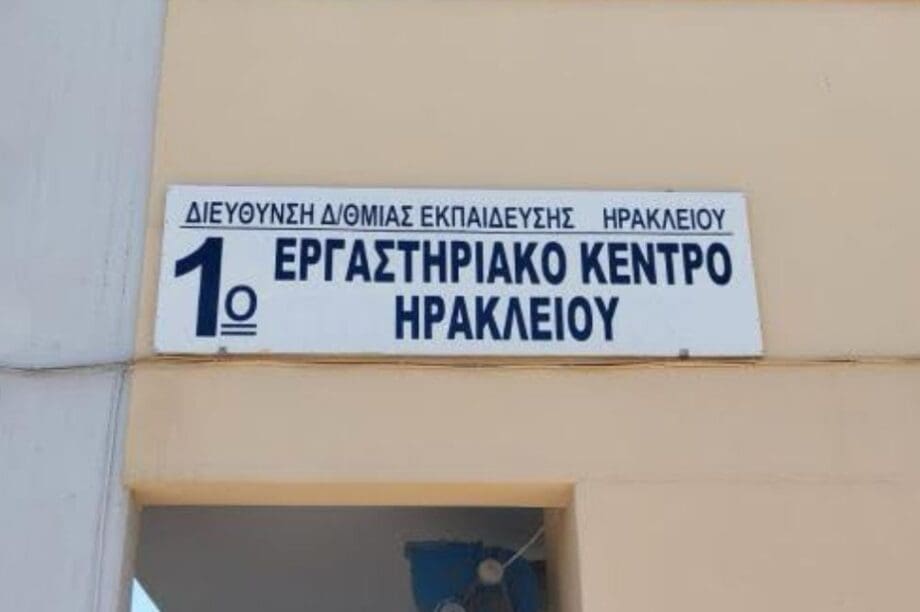 ΔΙΕΥΘΥΝΣΗ Δ/ΘΜΙΑΣ ΕΚΠΑΙΔΕΥΣΗΣ ΗΡΑΚΛΕΙΟΥ
1ο ΕΡΓΑΣΤΗΡΙΑΚΟ ΚΕΝΤΡΟ
ΗΡΑΚΛΕΙΟΥ